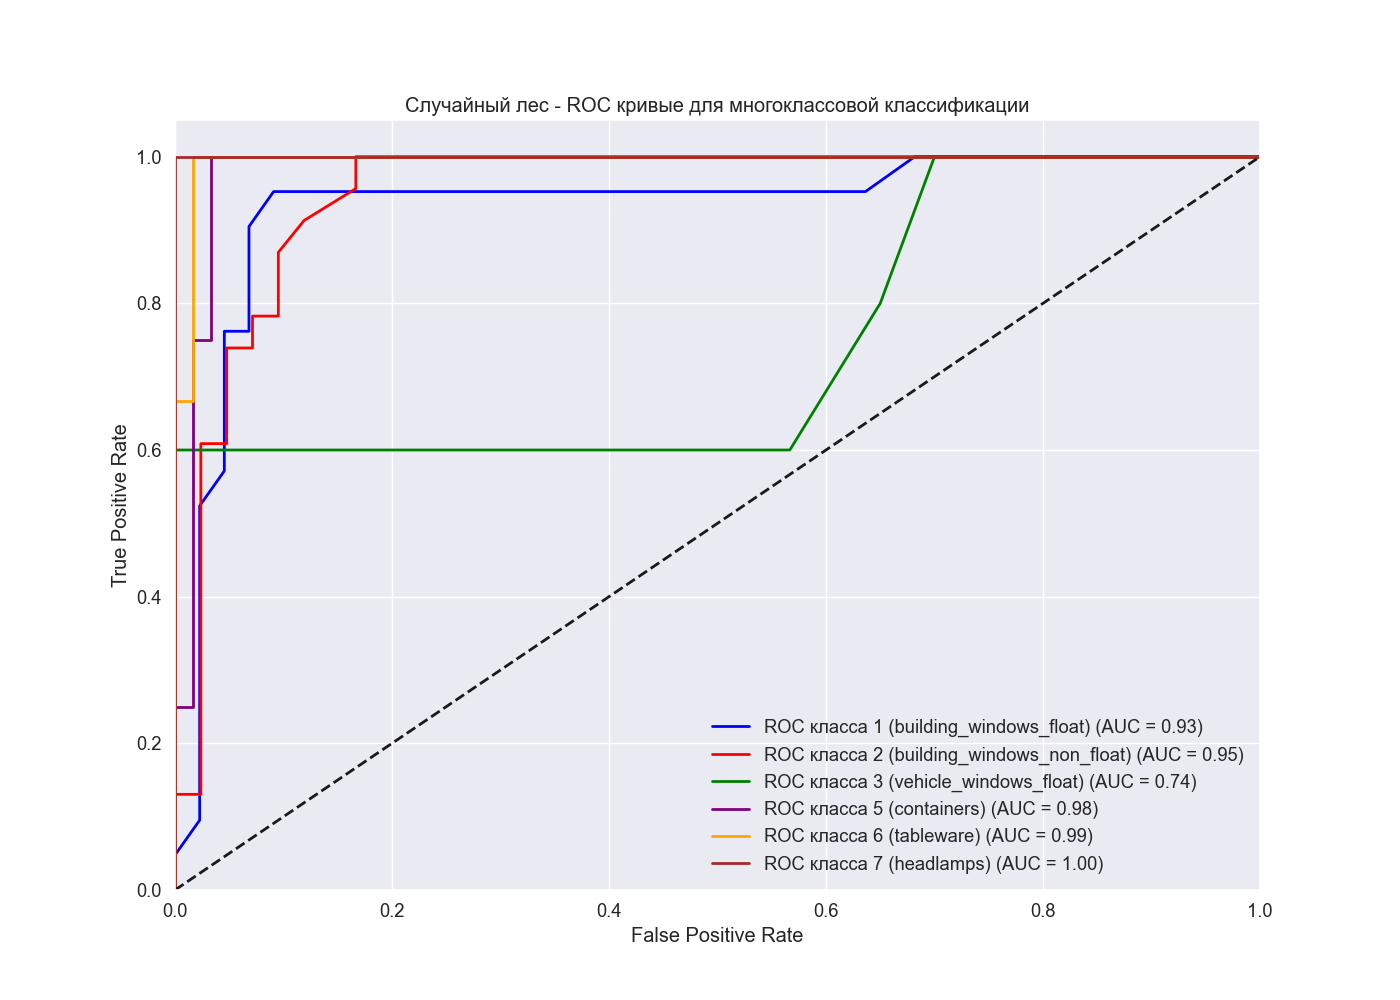 Случайный лес - ROC кривые для многоклассовой классификации
1.0
0.8
0.6
0.4
0.2
0.0
True Positive Rate
0.0 0.2 0.4 0.6 0.8 1.0
False Positive Rate
ROC класса 1 (building_windows_float) (AUC = 0.93)
ROC класса 2 (building_windows_non_float) (AUC = 0.95)
ROC класса 3 (vehicle_windows_float) (AUC = 0.74)
ROC класса 5 (containers) (AUC = 0.98)
ROC класса 6 (tableware) (AUC = 0.99)
ROC класса 7 (headlamps) (AUC = 1.00)